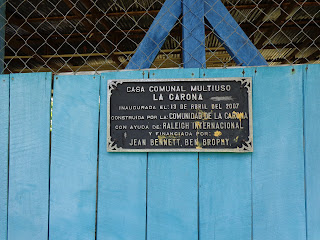 CASA COMUNAL MULTIUSO
LA CARONA
INAUGURADA EL: 13 DE ABRIL DEL 2007
CONSTRUIDA POR LA: COMUNIDAD DE LA CARONA
CON AYUDA DE: RALEIGH INTERNACIONAL
Y FINANCIADA POR:
JEAN BENNETT, BEN BROPHY